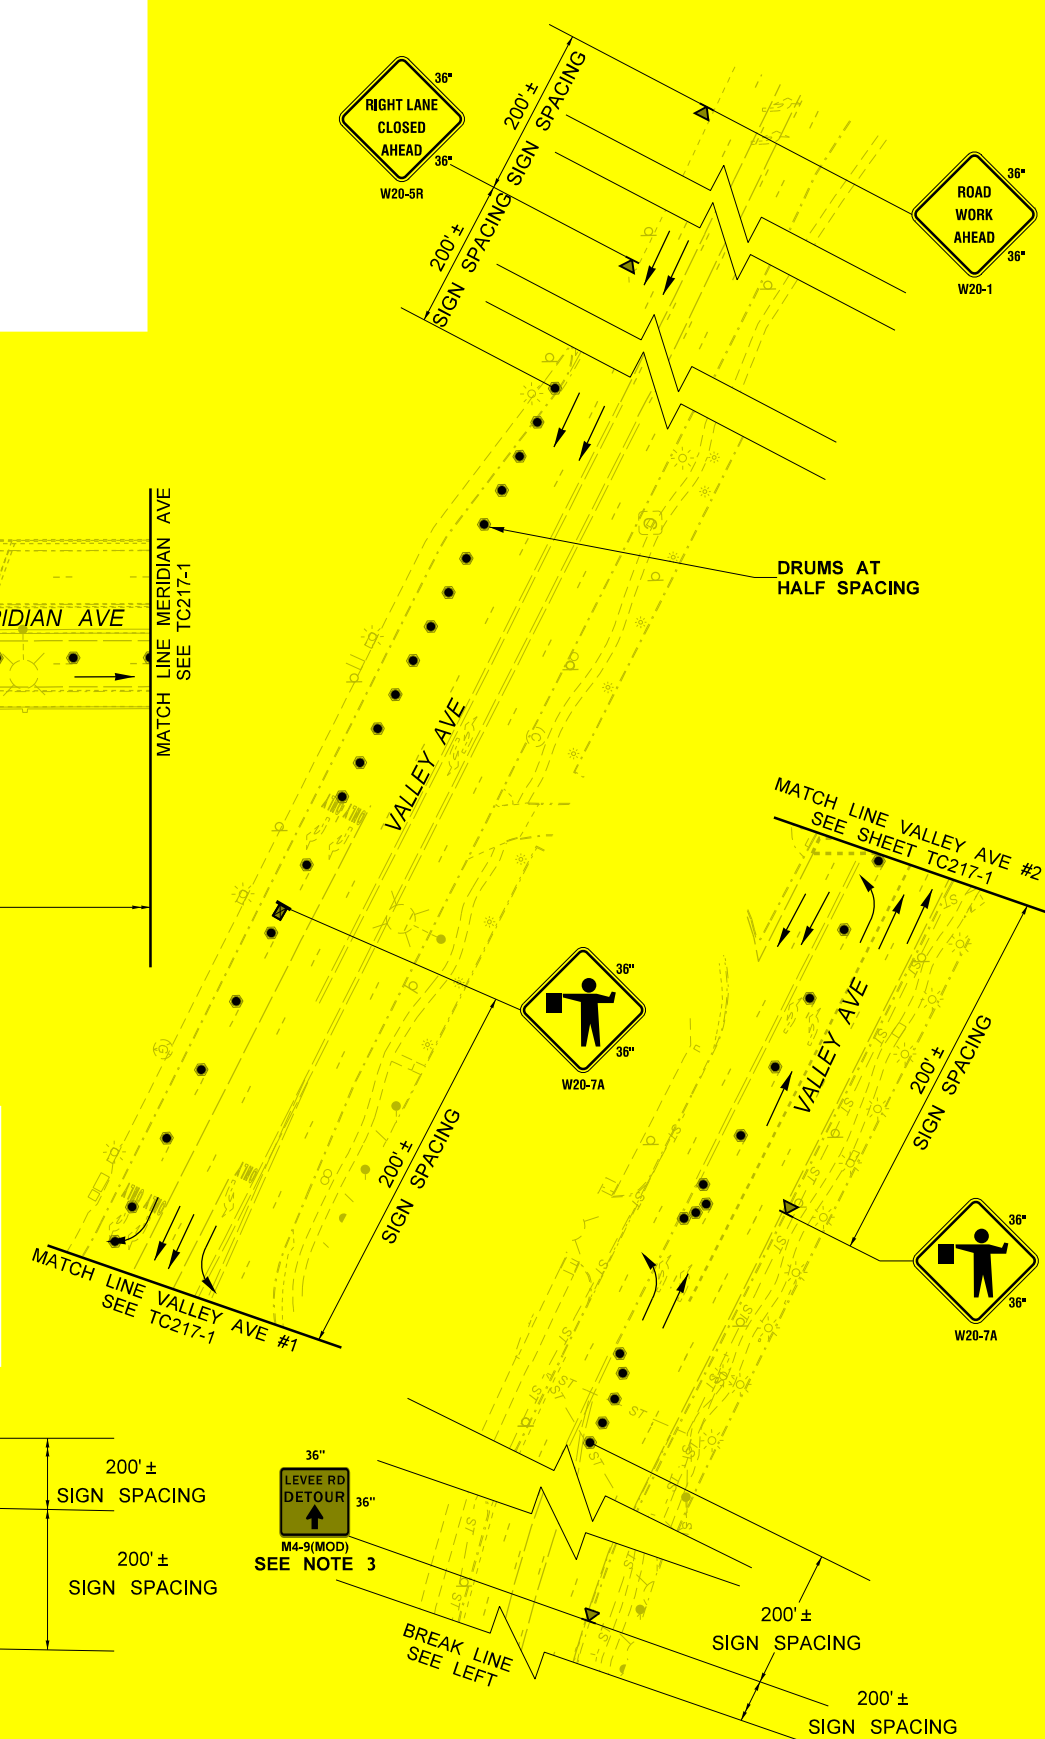 200' ±
SIGN SPACING
RIGHT LANE
CLOSED
AHEAD
36"
36"
W20-5R
200' ±
SIGN SPACING
ROAD
WORK
AHEAD
36"
36"
W20-1
DRUMS AT
HALF SPACING
MATCH LINE MERIDIAN AVE
SEE TC217-1
RIDIAN AVE
VALLEY AVE
MATCH LINE VALLEY AVE #2
SEE SHEET TC217-1
36"
36"
W20-7A
200' ±
SIGN SPACING
VALLEY AVE
200' ±
SIGN SPACING
36"
36"
W20-7A
MATCH LINE VALLEY AVE #1
SEE TC217-1
200' ±
SIGN SPACING
200' ±
SIGN SPACING
36"
LEVEE RD
DETOUR
36"
M4-9(MOD)
SEE NOTE 3
BREAK LINE
SEE LEFT
200' ±
SIGN SPACING
200' ±
SIGN SPACING